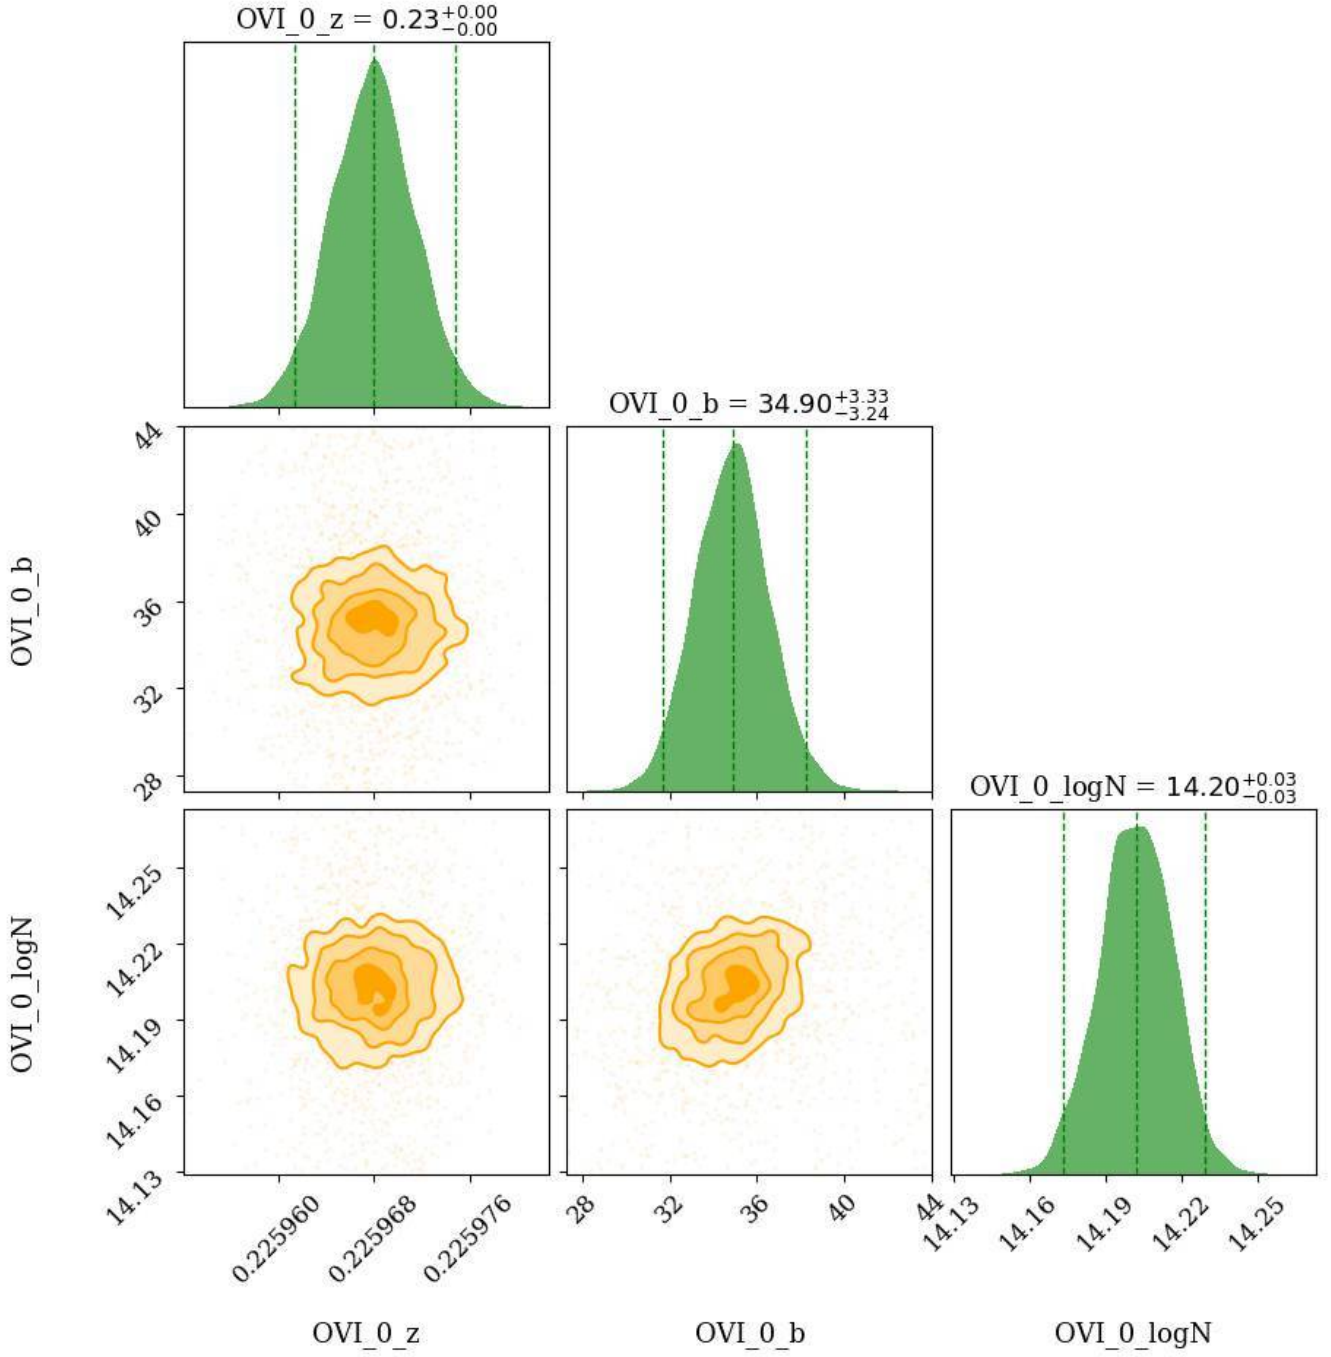 OVI_0_z = 0.23+0.00 −0.00
OVI_0_b = 34.90+3.33 −3.24
OVI_0_logN = 14.20+0.03 −0.03
OVI_0_b
44
40
36
32
28
OVI_0_logN
14.25
14.22
14.19
14.16
14.13
0.225960
0.225968
0.225976
28
32
36
40
44
14.13
14.16
14.19
14.22
14.25
OVI_0_z
OVI_0_b
OVI_0_logN